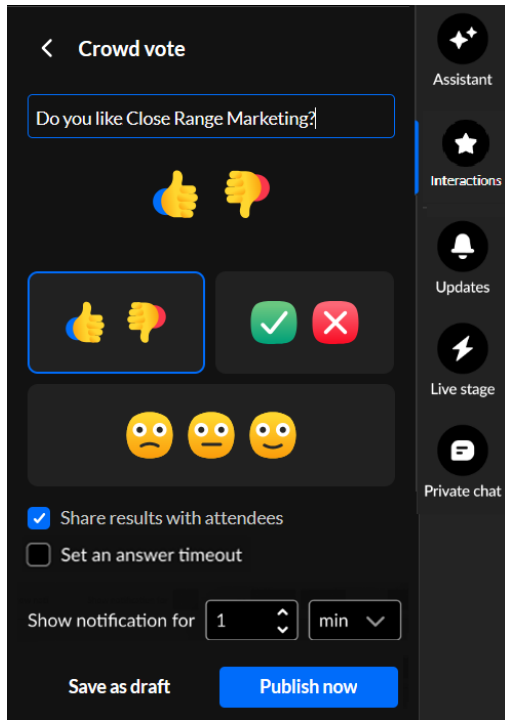 Crowd vote
Do you like Close Range Marketing?
Share results with attendees
Set an answer timeout
Show notification for 1 min
Save as draft Publish now
Assistant
Interactions
Updates
Live stage
Private chat